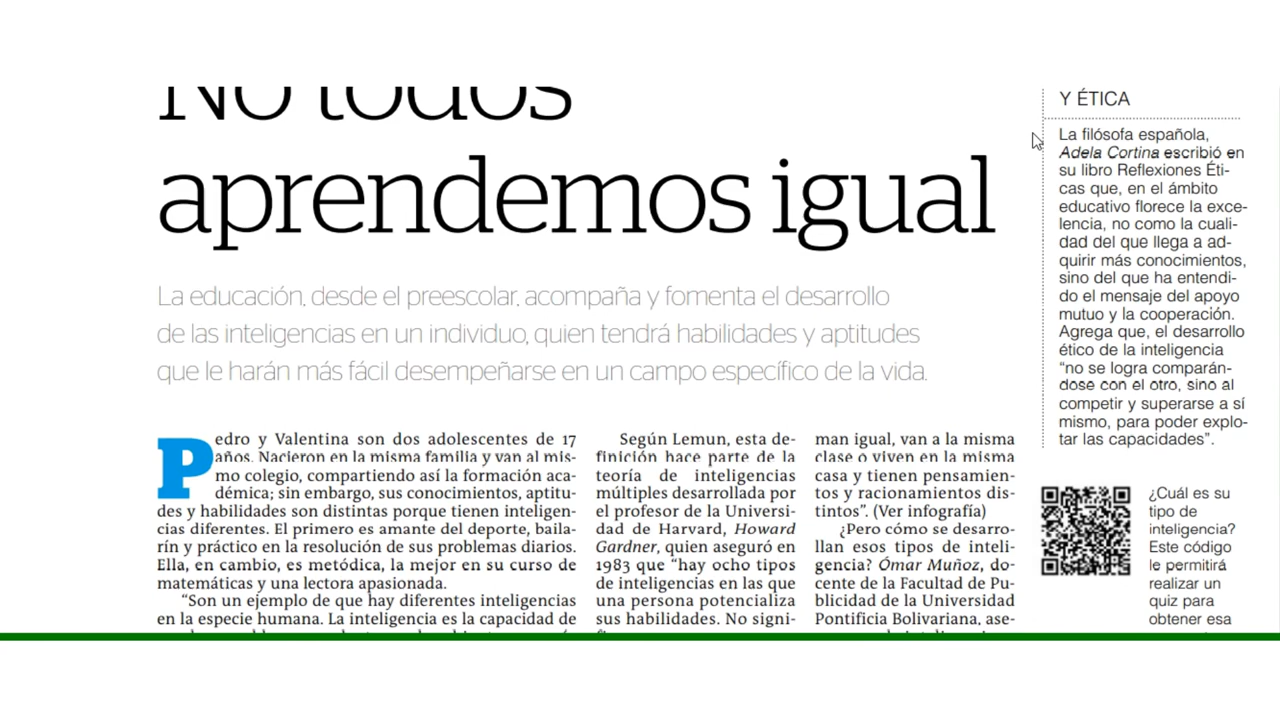 No todos
aprendemos igual
La educación, desde el preescolar, acompaña y fomenta el desarrollo
de las inteligencias en un individuo, quien tendrá habilidades y aptitudes
que le harán más fácil desempeñarse en un campo específico de la vida.
Pedro y Valentina son dos adolescentes de 17
años. Nacieron en la misma familia y van al mis-
mo colegio, compartiendo así la formación aca-
démica; sin embargo, sus conocimientos, aptitu-
des y habilidades son distintas porque tienen inteligen-
cias diferentes. El primero es amante del deporte, baila-
rín y práctico en la resolución de sus problemas diarios.
Ella, en cambio, es metódica, la mejor en su curso de
matemáticas y una lectora apasionada.
“Son un ejemplo de que hay diferentes inteligencias
en la especie humana. La inteligencia es la capacidad de
Según Lemun, esta de-
finición hace parte de la
teoría de inteligencias
múltiples desarrollada por
el profesor de la Universi-
dad de Harvard, Howard
Gardner, quien aseguró en
1983 que “hay ocho tipos
de inteligencias en las que
una persona potencializa
sus habilidades. No signi-
man igual, van a la misma
clase o viven en la misma
casa y tienen pensamien-
tos y racionamientos dis-
tintos”. (Ver infografía)
¿Pero cómo se desarro-
llan esos tipos de inteli-
gencia? Ómar Muñoz, do-
cente de la Facultad de Pu-
blicidad de la Universidad
Pontificia Bolivariana, ase-
Y ÉTICA
La filósofa española,
Adela Cortina escribió en
su libro Reflexiones Éti-
cas que, en el ámbito
educativo florece la exce-
lencia, no como la cuali-
dad del que llega a ad-
quirir más conocimientos,
sino del que ha entendi-
do el mensaje del apoyo
mutuo y la cooperación.
Agrega que, el desarrollo
ético de la inteligencia
“no se logra comparán-
dose con el otro, sino al
competir y superarse a sí
mismo, para poder explo-
tar las capacidades”.
¿Cuál es su
tipo de
inteligencia?
Este código
le permitirá
realizar un
quiz para
obtener esa